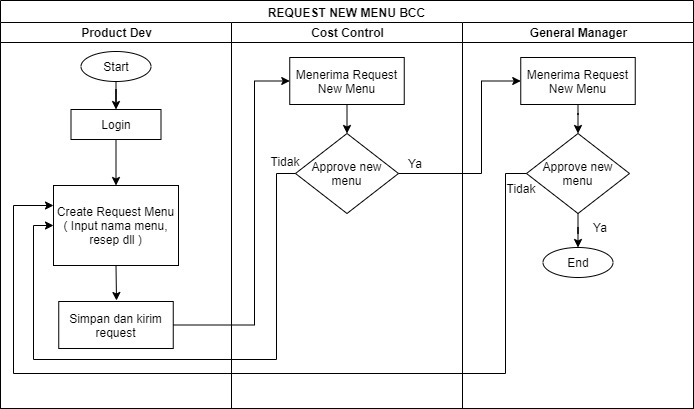 REQUEST NEW MENU BCC
Product Dev
Cost Control
General Manager
Start
Login
Create Request Menu
( Input nama menu,
resep dll )
Simpan dan kirim
request
Menerima Request
New Menu
Approve new
menu
Tidak
Ya
Menerima Request
New Menu
Approve new
menu
Tidak
Ya
End